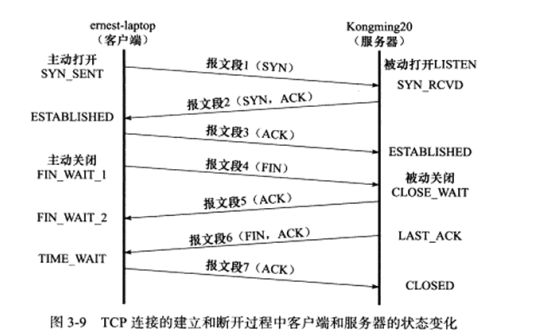 ernest-laptop
（客户端）
Kongming20
（服务器）
主动打开
SYN_SENT
报文段1（SYN）
被动打开LISTEN
SYN_RCVD
报文段2（SYN，ACK）
ESTABLISHED
报文段3（ACK）
ESTABLISHED
主动关闭
FIN_WAIT_1
报文段4（FIN）
被动关闭
CLOSE_WAIT
报文段5（ACK）
FIN_WAIT_2
报文段6（FIN，ACK）
LAST_ACK
TIME_WAIT
报文段7（ACK）
CLOSED
图 3-9 TCP 连接的建立和断开过程中客户端和服务器的状态变化